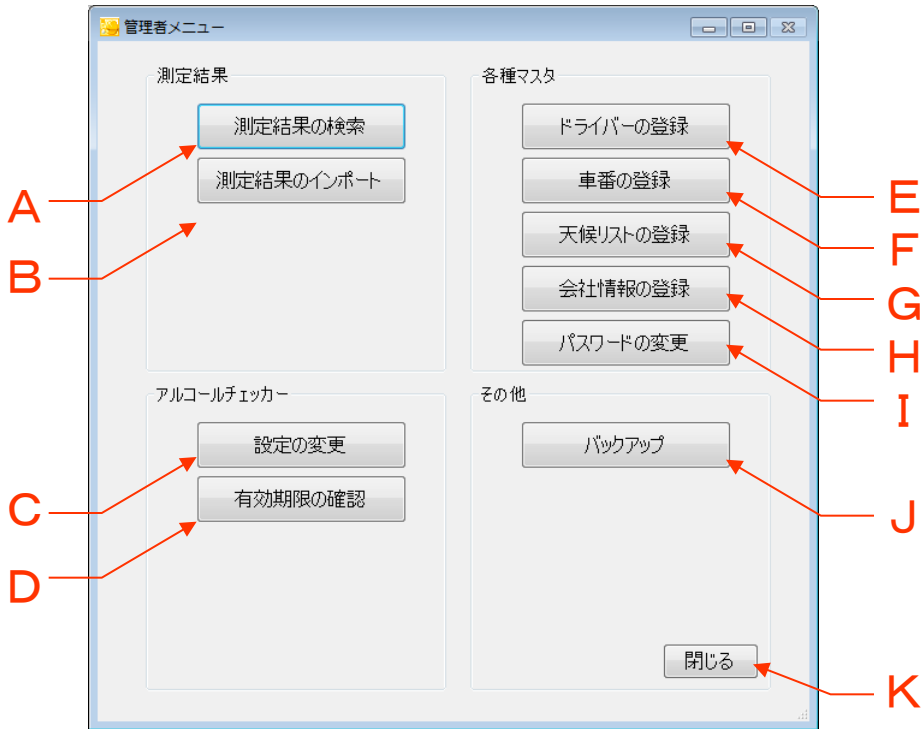 管理者メニュー
測定結果
測定結果の検索
測定結果のインポート
各種マスタ
ドライバーの登録
車番の登録
天候リストの登録
会社情報の登録
パスワードの変更
アルコールチェッカー
設定の変更
有効期限の確認
その他
バックアップ
閉じる
A
B
C
D
E
F
G
H
I
J
K